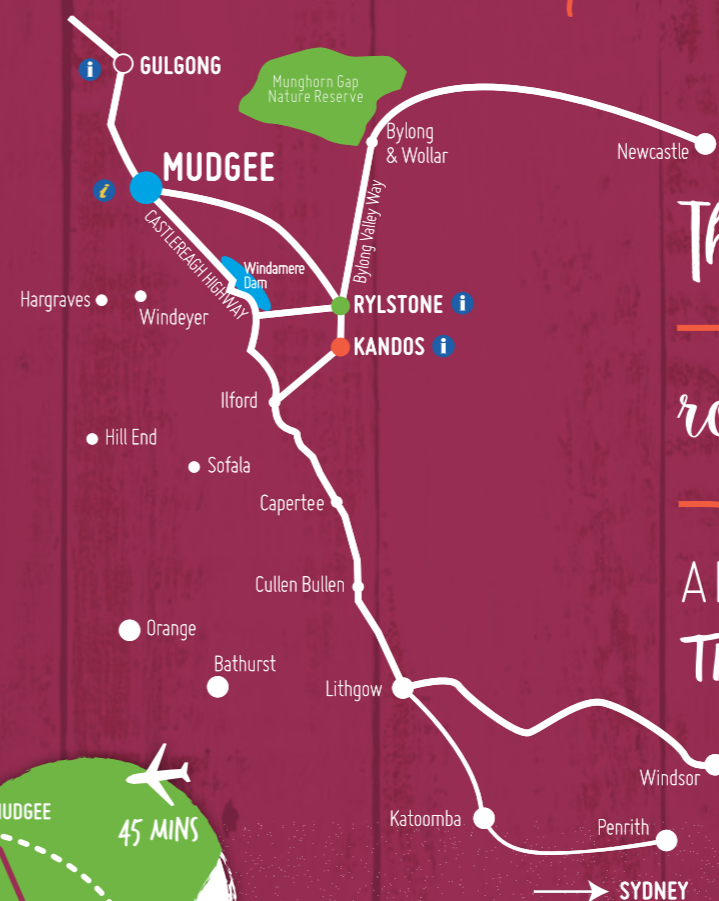 GULGONG
Munghorn Gap
Nature Reserve
Bylong
& Wollar
Newcastle
MUDGEE
Bylong Valley Way
CASTLEREAGH HIGHWAY
Windamere
Dam
Hargraves
Windeyer
RYLSTONE
KANDOS
Ilford
Hill End
Sofala
Capertee
Cullen Bullen
Orange
Bathurst
Lithgow
Windsor
MUDGEE
45 MINS
Katoomba
Penrith
SYDNEY